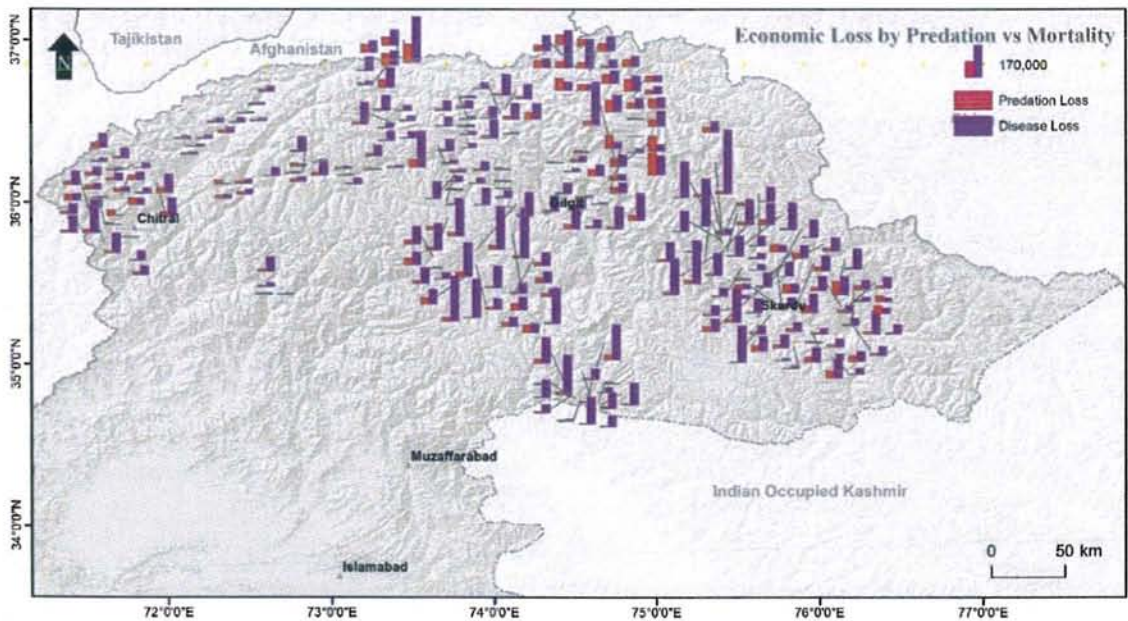 Economic Loss by Predation vs Mortality
170,000
Predation Loss
Disease Loss
N
Tajikistan
Afghanistan
Chitral
Gilgit
Skardu
Muzaffarabad
Islamabad
Indian Occupied Kashmir
0 50 km
37°0'0"N
36°0'0"N
35°0'0"N
34°0'0"N
72°0'0"E
73°0'0"E
74°0'0"E
75°0'0"E
76°0'0"E
77°0'0"E